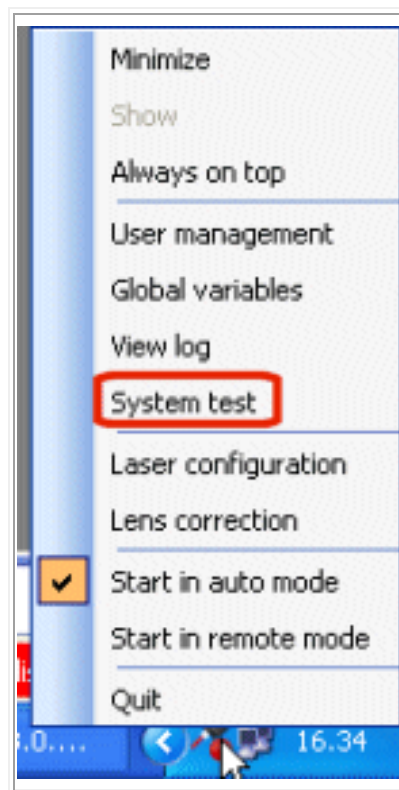 Minimize
Show
Always on top
User management
Global variables
View log
System test
Laser configuration
Lens correction
Start in auto mode
Start in remote mode
Quit
.0.... 16.34